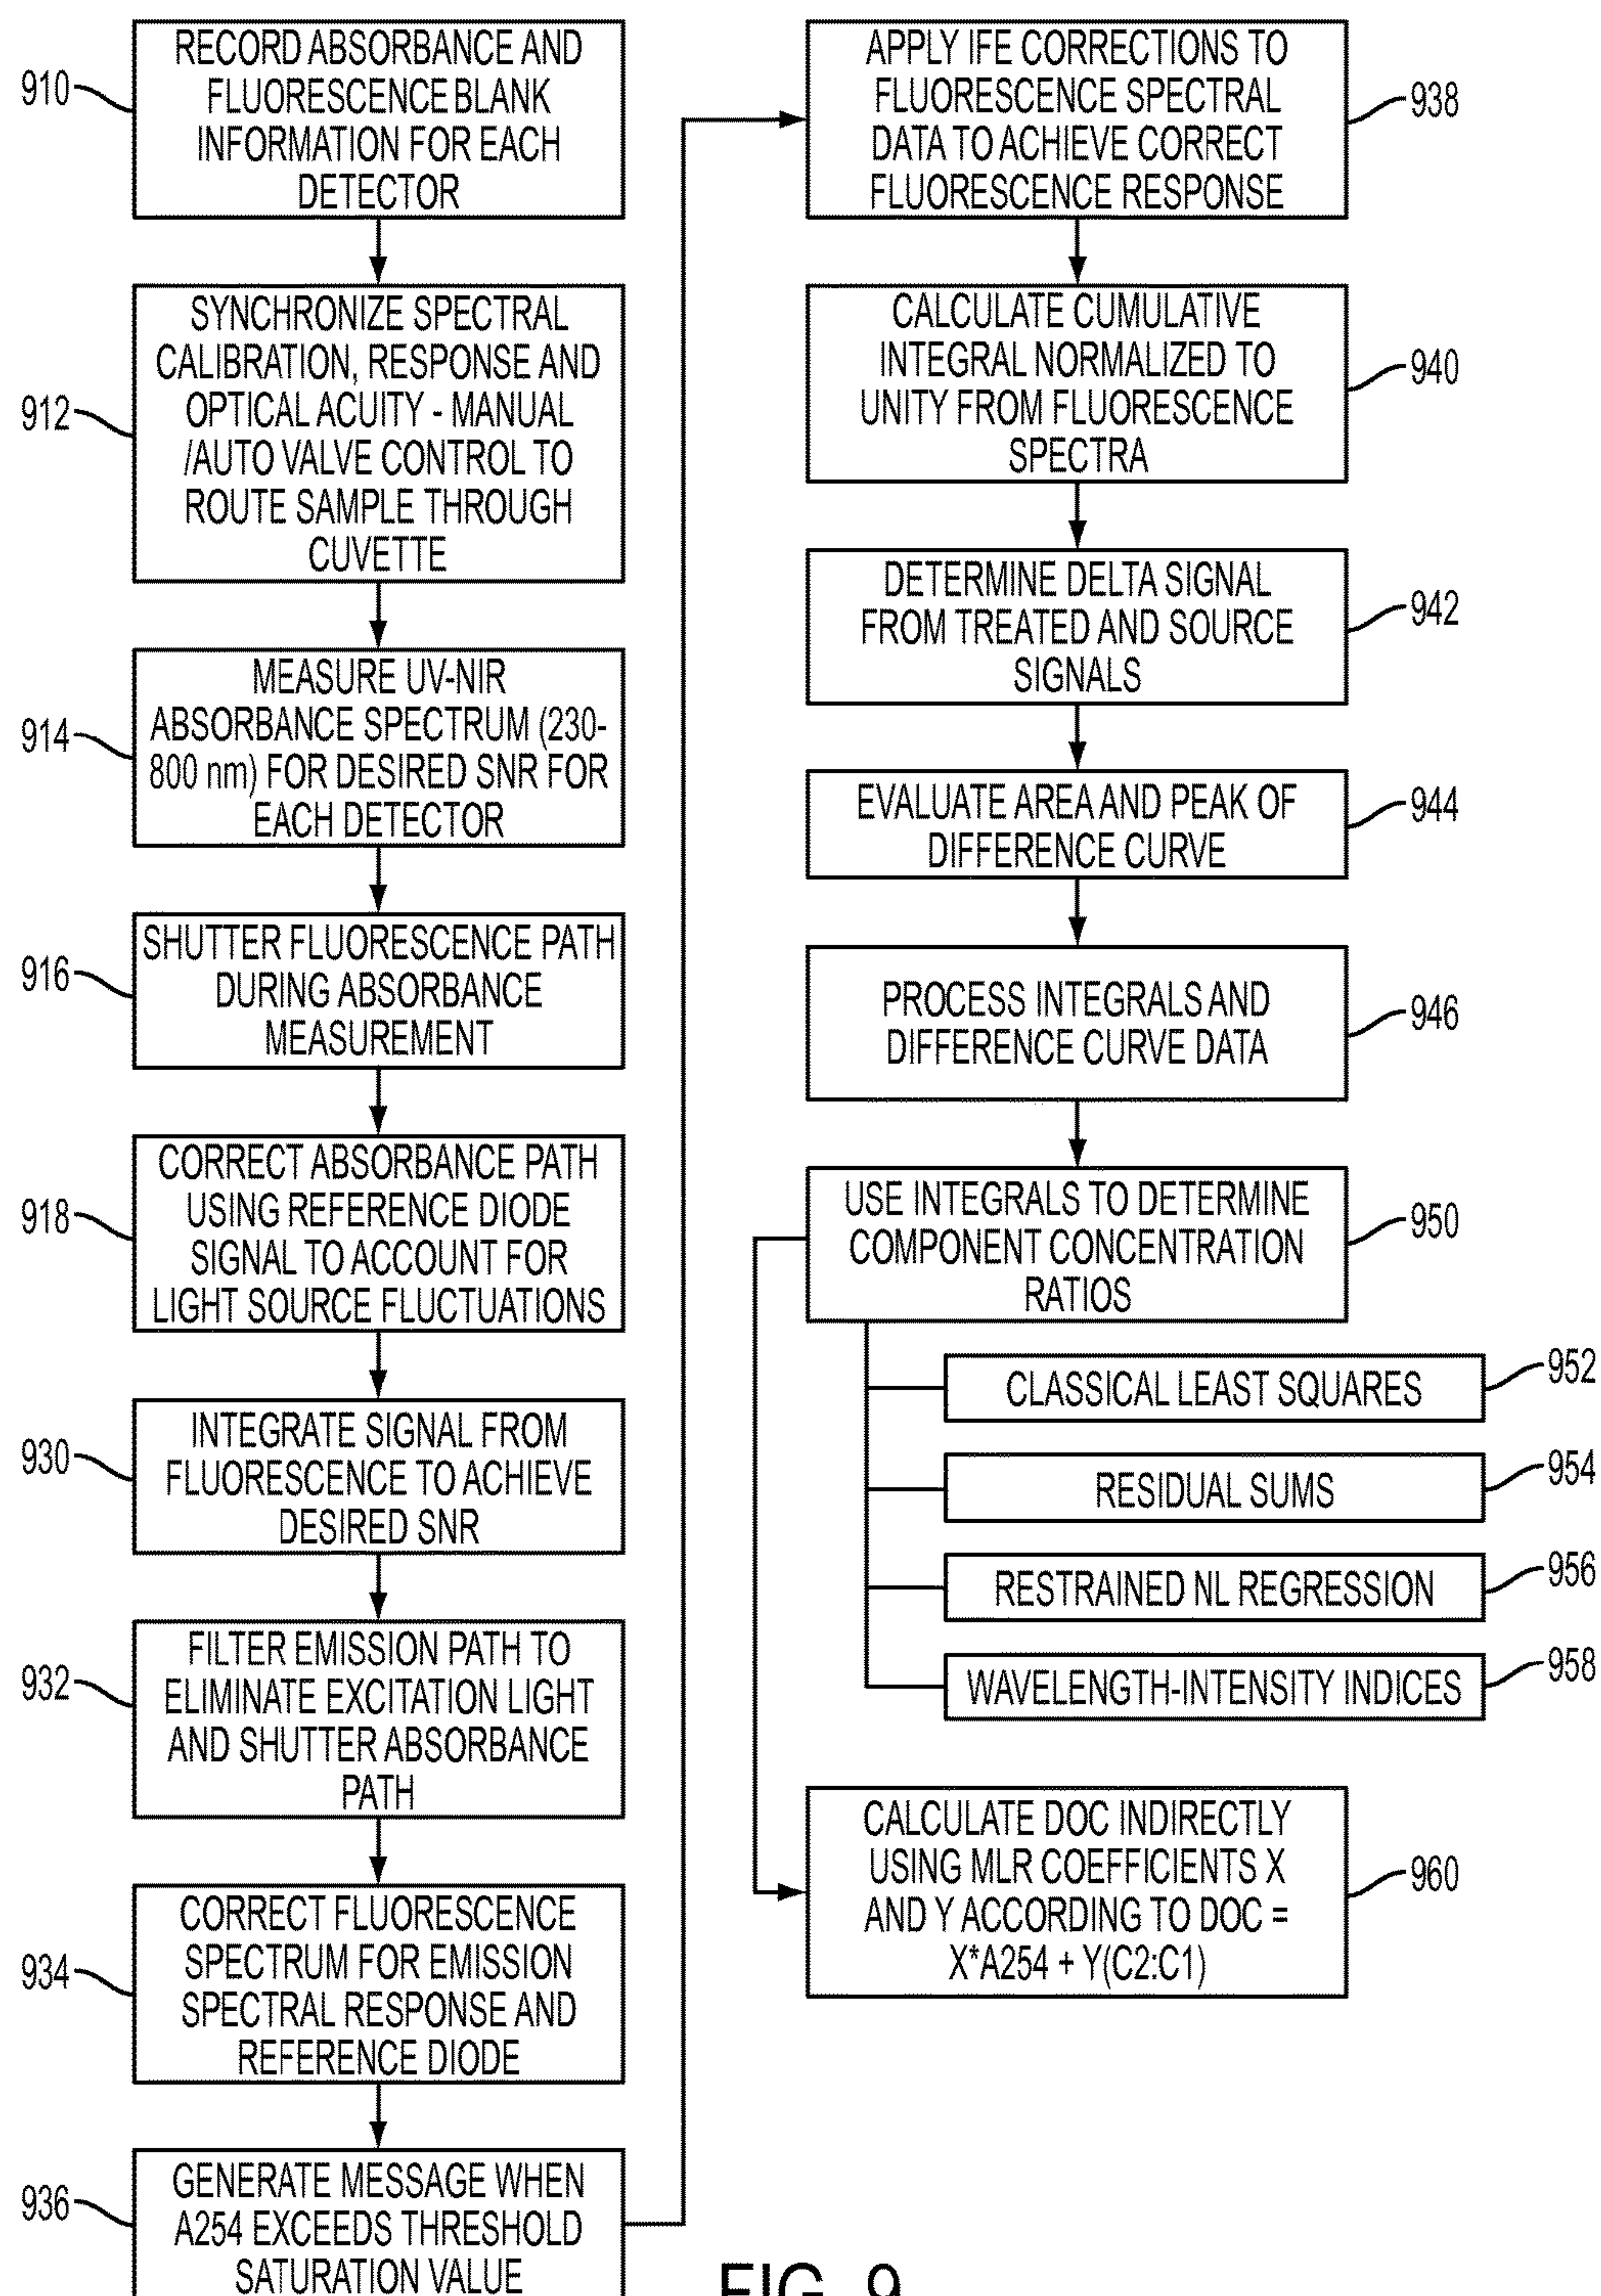 910
RECORD ABSORBANCE AND
FLUORESCENCE BLANK
INFORMATION FOR EACH
DETECTOR
912
SYNCHRONIZE SPECTRAL
CALIBRATION, RESPONSE AND
OPTICAL ACUITY - MANUAL
/AUTO VALVE CONTROL TO
ROUTE SAMPLE THROUGH
CUVETTE
914
MEASURE UV-NIR
ABSORBANCE SPECTRUM (230-
800 nm) FOR DESIRED SNR FOR
EACH DETECTOR
916
SHUTTER FLUORESCENCE PATH
DURING ABSORBANCE
MEASUREMENT
918
CORRECT ABSORBANCE PATH
USING REFERENCE DIODE
SIGNAL TO ACCOUNT FOR
LIGHT SOURCE FLUCTUATIONS
930
INTEGRATE SIGNAL FROM
FLUORESCENCE TO ACHIEVE
DESIRED SNR
932
FILTER EMISSION PATH TO
ELIMINATE EXCITATION LIGHT
AND SHUTTER ABSORBANCE
PATH
934
CORRECT FLUORESCENCE
SPECTRUM FOR EMISSION
SPECTRAL RESPONSE AND
REFERENCE DIODE
936
GENERATE MESSAGE WHEN
A254 EXCEEDS THRESHOLD
SATURATION VALUE
APPLY IFE CORRECTIONS TO
FLUORESCENCE SPECTRAL
DATA TO ACHIEVE CORRECT
FLUORESCENCE RESPONSE
938
CALCULATE CUMULATIVE
INTEGRAL NORMALIZED TO
UNITY FROM FLUORESCENCE
SPECTRA
940
DETERMINE DELTA SIGNAL
FROM TREATED AND SOURCE
SIGNALS
942
EVALUATE AREA AND PEAK OF
DIFFERENCE CURVE
944
PROCESS INTEGRALS AND
DIFFERENCE CURVE DATA
946
USE INTEGRALS TO DETERMINE
COMPONENT CONCENTRATION
RATIOS
950
CLASSICAL LEAST SQUARES
952
RESIDUAL SUMS
954
RESTRAINED NL REGRESSION
956
WAVELENGTH-INTENSITY INDICES
958
CALCULATE DOC INDIRECTLY
USING MLR COEFFICIENTS X
AND Y ACCORDING TO DOC =
X*A254 + Y(C2:C1)
960
FIG. 9